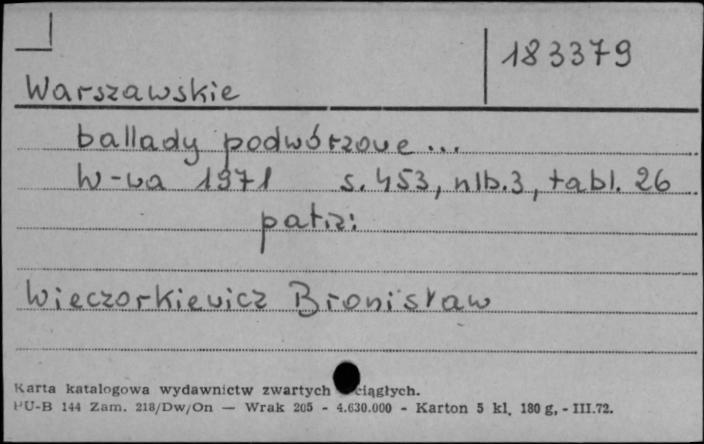 183379
Warszawskie
ballady podwórzowe...
W-wa 1971 s. 453, nlb. 3, tabl. 26
patrz:
Wieczorkiewicz Bronisław
Karta katalogowa wydawnictw zwartych ciągłych.
PU-B 144 Zam. 218/Dw/On — Wrak 205 - 4.630.000 - Karton 5 kl. 180 g, - III.72.